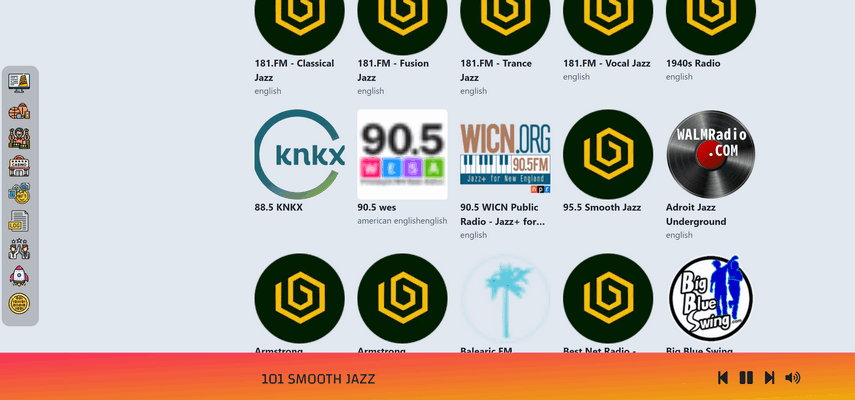 181.FM - Classical
Jazz
english
181.FM - Fusion
Jazz
english
181.FM - Trance
Jazz
english
181.FM - Vocal Jazz
english
1940s Radio
english
knkx
88.5 KNKX
90.5
WESA
90.5 wes
american englishenglish
WICN.ORG
90.5FM
Jazz+ for New England
npr
90.5 WICN Public
Radio - Jazz+ for...
english
95.5 Smooth Jazz
WALMRadio
.COM
Adroit Jazz
Underground
english
Armstrong
Armstrong
Balearic FM
Best Net Radio -
Big
Blue
Swing
.com
Big Blue Swing
101 SMOOTH JAZZ